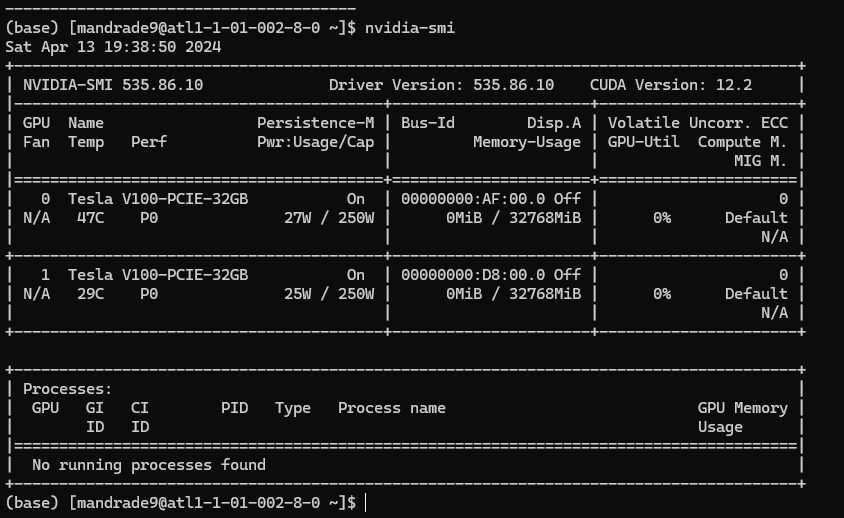 ---------------------------------------
(base) [mandrade9@atl1-1-01-002-8-0 ~]$ nvidia-smi
Sat Apr 13 19:38:50 2024
+---------------------------------------------------------------------------------------+
| NVIDIA-SMI 535.86.10              Driver Version: 535.86.10    CUDA Version: 12.2     |
|-----------------------------------------+----------------------+----------------------+
| GPU  Name                 Persistence-M | Bus-Id        Disp.A | Volatile Uncorr. ECC |
| Fan  Temp   Perf          Pwr:Usage/Cap |         Memory-Usage | GPU-Util  Compute M. |
|                                         |                      |               MIG M. |
|=========================================+======================+======================|
|   0  Tesla V100-PCIE-32GB           On  | 00000000:AF:00.0 Off |                    0 |
| N/A   47C    P0              27W / 250W |      0MiB / 32768MiB |      0%      Default |
|                                         |                      |                  N/A |
+-----------------------------------------+----------------------+----------------------+
|   1  Tesla V100-PCIE-32GB           On  | 00000000:D8:00.0 Off |                    0 |
| N/A   29C    P0              25W / 250W |      0MiB / 32768MiB |      0%      Default |
|                                         |                      |                  N/A |
+-----------------------------------------+----------------------+----------------------+

+---------------------------------------------------------------------------------------+
| Processes:                                                                            |
|  GPU   GI   CI        PID   Type   Process name                            GPU Memory |
|        ID   ID                                                             Usage      |
|=======================================================================================|
|  No running processes found                                                           |
+---------------------------------------------------------------------------------------+
(base) [mandrade9@atl1-1-01-002-8-0 ~]$